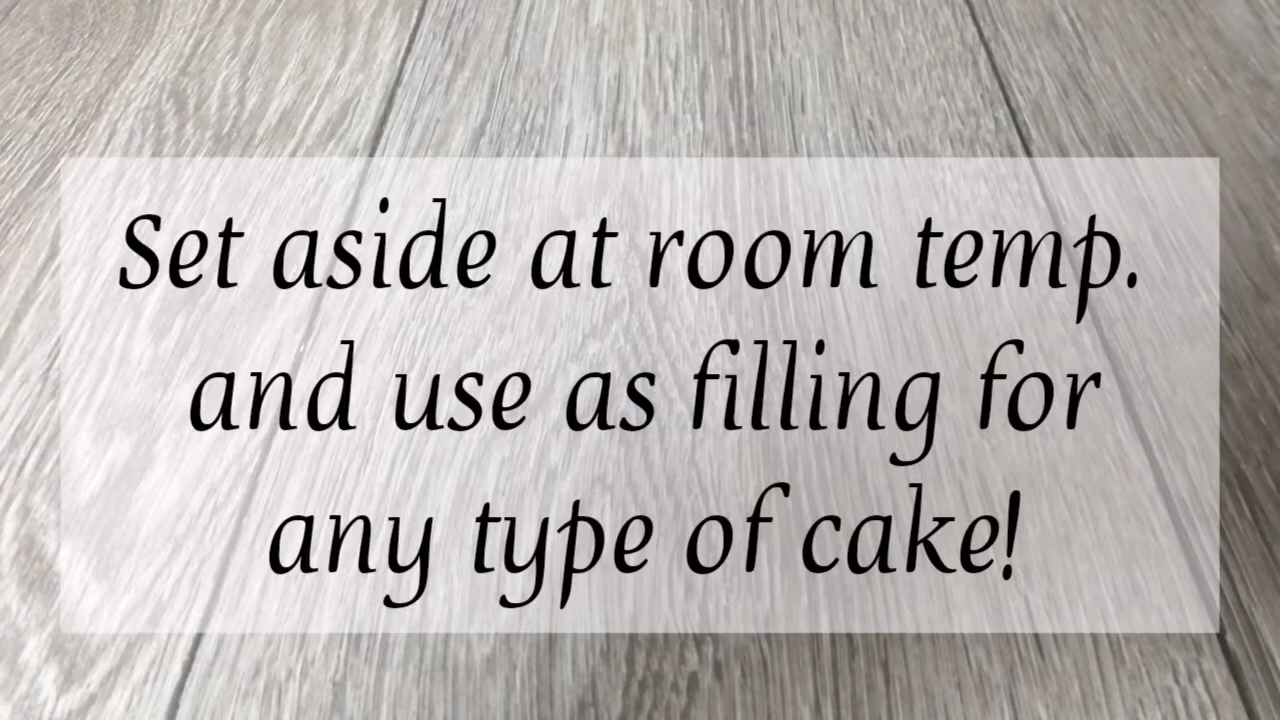 Set aside at room temp.
and use as filling for
any type of cake!